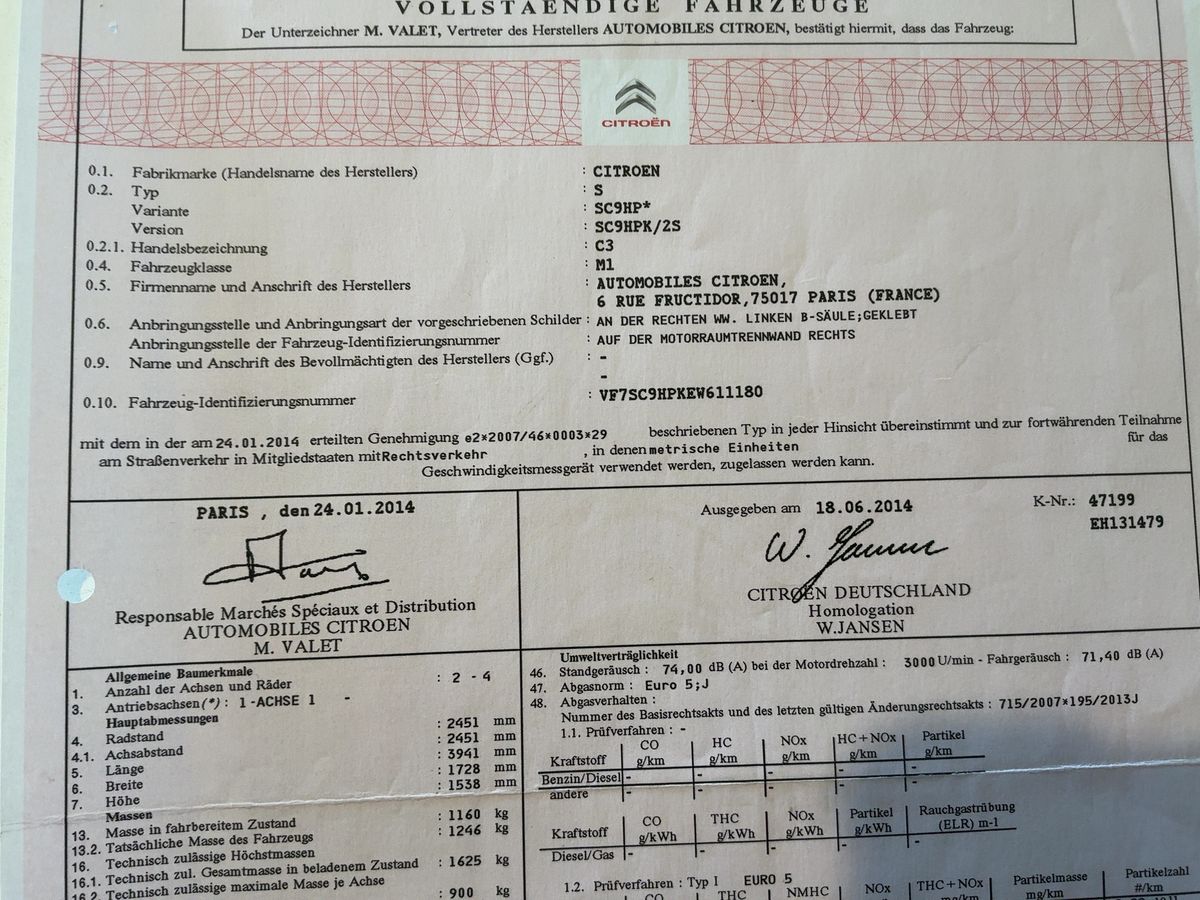 VOLLSTAENDIGE FAHRZEUGE
Der Unterzeichner M. VALET, Vertreter des Herstellers AUTOMOBILES CITROEN, bestätigt hiermit, dass das Fahrzeug:
CITROËN
0.1. Fabrikmarke (Handelsname des Herstellers) : CITROEN
0.2. Typ : S
Variante : SC9HP*
Version : SC9HPK/2S
0.2.1. Handelsbezeichnung : C3
0.4. Fahrzeugklasse : M1
0.5. Firmenname und Anschrift des Herstellers : AUTOMOBILES CITROEN,
6 RUE FRUCTIDOR,75017 PARIS (FRANCE)
0.6. Anbringungsstelle und Anbringungsart der vorgeschriebenen Schilder : AN DER RECHTEN WW. LINKEN B-SÄULE;GEKLEBT
Anbringungsstelle der Fahrzeug-Identifizierungsnummer : AUF DER MOTORRAUMTRENNWAND RECHTS
0.9. Name und Anschrift des Bevollmächtigten des Herstellers (Ggf.) : -
-
0.10. Fahrzeug-Identifizierungsnummer : VF7SC9HPKEW611180
mit dem in der am 24.01.2014 erteilten Genehmigung e2*2007/46*0003*29 beschriebenen Typ in jeder Hinsicht übereinstimmt und zur fortwährenden Teilnahme
am Straßenverkehr in Mitgliedstaaten mit Rechtsverkehr , in denen metrische Einheiten für das
Geschwindigkeitsmessgerät verwendet werden, zugelassen werden kann.
PARIS , den 24.01.2014
Responsable Marchés Spéciaux et Distribution
AUTOMOBILES CITROEN
M. VALET
Ausgegeben am 18.06.2014 K-Nr.: 47199
EH131479
W. Jansen
CITROËN DEUTSCHLAND
Homologation
W.JANSEN
Allgemeine Baumerkmale
1. Anzahl der Achsen und Räder : 2 - 4
3. Antriebsachsen(*) : 1 -ACHSE 1 -
Hauptabmessungen
4. Radstand : 2451 mm
4.1. Achsabstand : 2451 mm
5. Länge : 3941 mm
6. Breite : 1728 mm
7. Höhe : 1538 mm
Massen
13. Masse in fahrbereitem Zustand : 1160 kg
13.2. Tatsächliche Masse des Fahrzeugs : 1246 kg
16. Technisch zulässige Höchstmassen
16.1. Technisch zul. Gesamtmasse in beladenem Zustand : 1625 kg
16.2. Technisch zulässige maximale Masse je Achse : 900 kg
Umweltverträglichkeit
46. Standgeräusch : 74,00 dB (A) bei der Motordrehzahl : 3000 U/min - Fahrgeräusch : 71,40 dB (A)
47. Abgasnorm : Euro 5;J
48. Abgasverhalten :
Nummer des Basisrechtsakts und des letzten gültigen Änderungsrechtsakts : 715/2007*195/2013J
1.1. Prüfverfahren : -
Kraftstoff CO g/km HC g/km NOx g/km HC+NOx g/km Partikel g/km
Benzin/Diesel - - - - -
andere - - - - -
Kraftstoff CO g/kWh THC g/kWh NOx g/kWh Partikel g/kWh Rauchgastrübung (ELR) m-1
Diesel/Gas - - - - -
1.2. Prüfverfahren : Typ I EURO 5
CO THC NMHC NOx THC+NOx Partikelmasse Partikelzahl
mg/km mg/km #/km